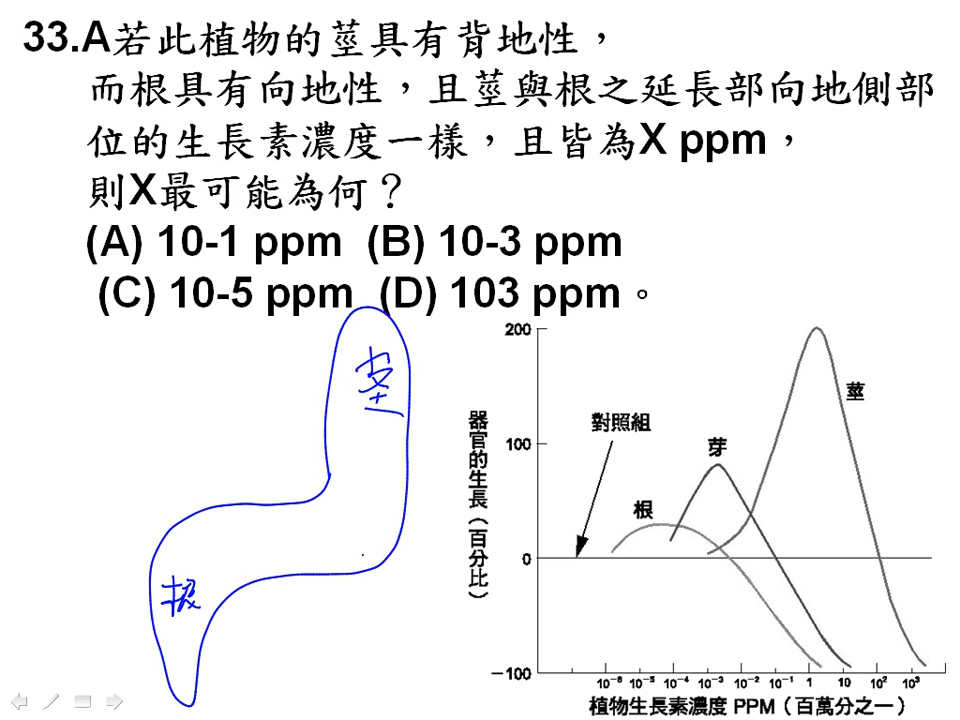 33.A若此植物的莖具有背地性，
而根具有向地性，且莖與根之延長部向地側部
位的生長素濃度一樣，且皆為X ppm，
則X最可能為何？
(A) 10-1 ppm (B) 10-3 ppm
(C) 10-5 ppm (D) 103 ppm。
莖
根
200
100
0
-100
器官的生長（百分比）
對照組
根
芽
莖
10⁻⁶ 10⁻⁵ 10⁻⁴ 10⁻³ 10⁻² 10⁻¹ 1 10 10² 10³
植物生長素濃度 PPM（百萬分之一）